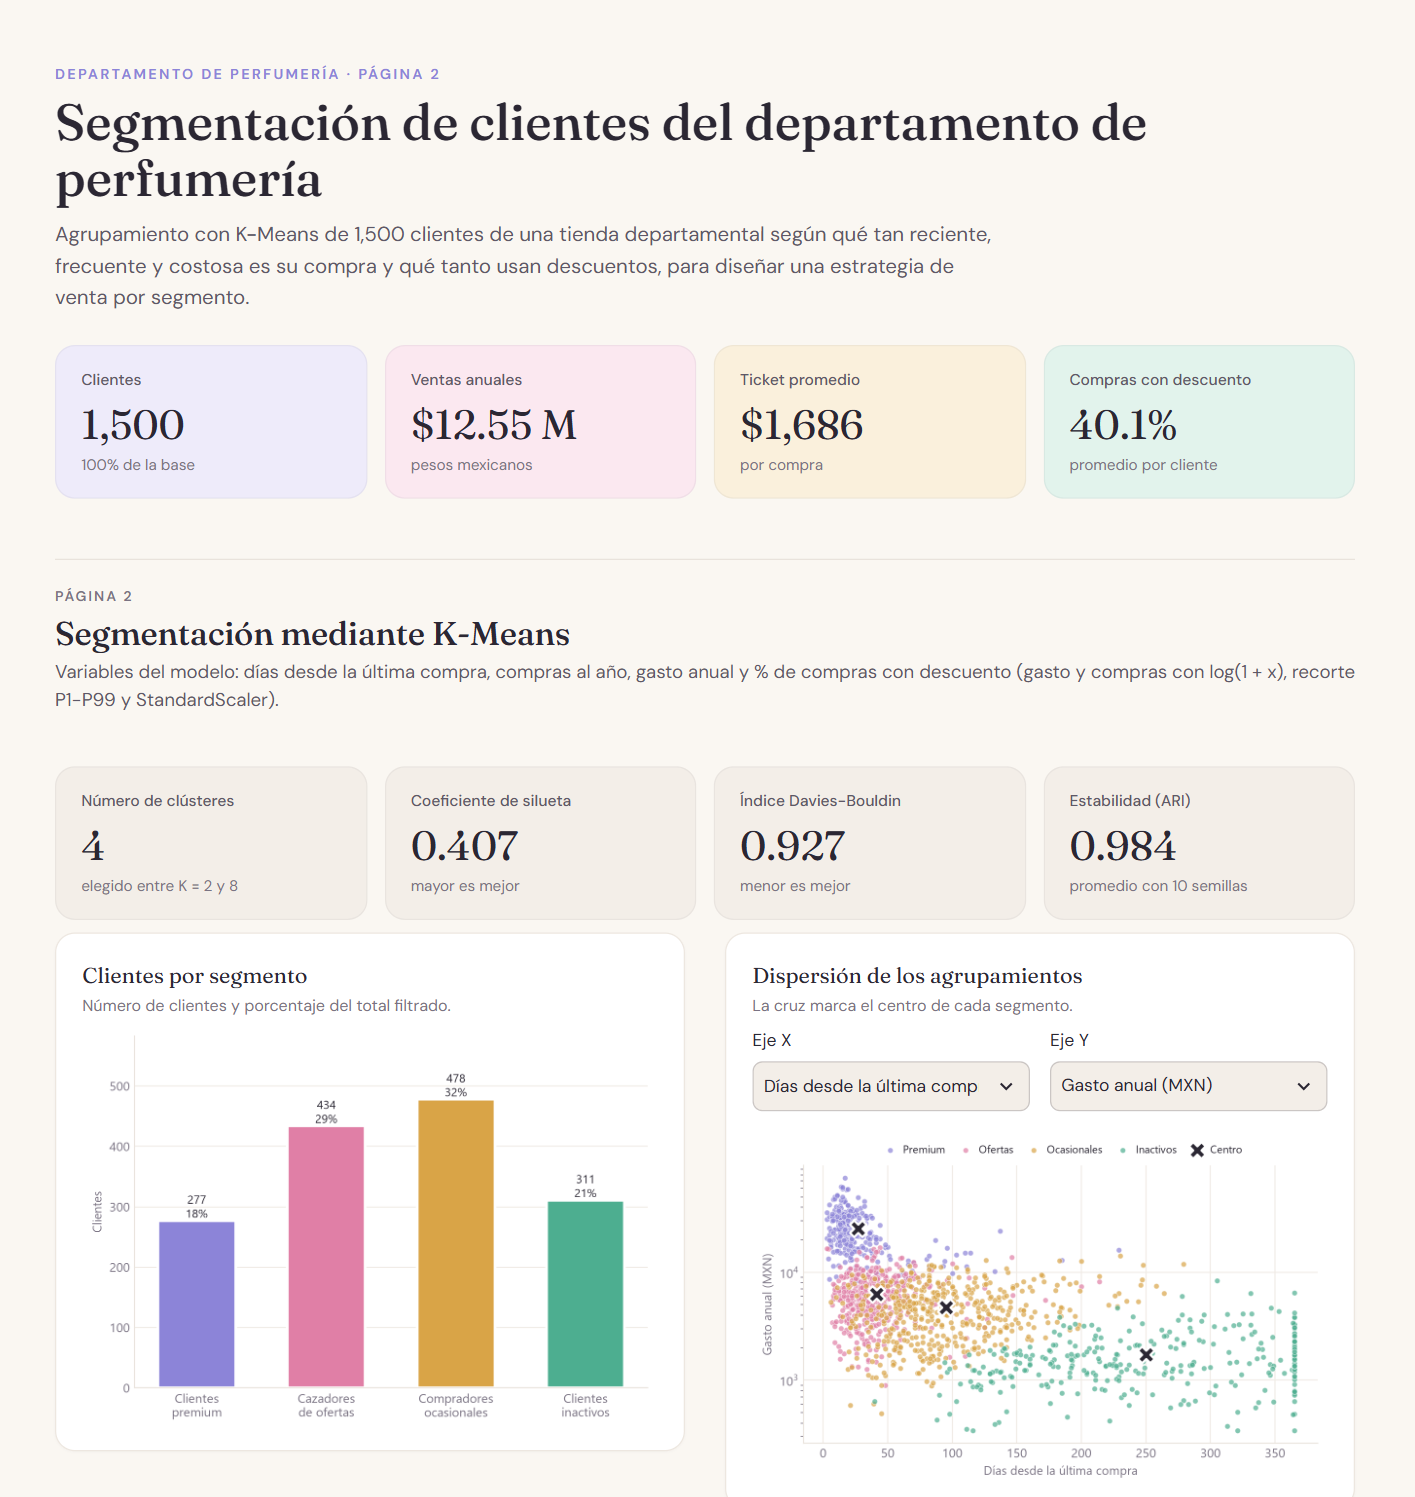 DEPARTAMENTO DE PERFUMERÍA · PÁGINA 2
Segmentación de clientes del departamento de
perfumería
Agrupamiento con K-Means de 1,500 clientes de una tienda departamental según qué tan reciente,
frecuente y costosa es su compra y qué tanto usan descuentos, para diseñar una estrategia de
venta por segmento.
Clientes
1,500
100% de la base
Ventas anuales
$12.55 M
pesos mexicanos
Ticket promedio
$1,686
por compra
Compras con descuento
40.1%
promedio por cliente
PÁGINA 2
Segmentación mediante K-Means
Variables del modelo: días desde la última compra, compras al año, gasto anual y % de compras con descuento (gasto y compras con log(1 + x), recorte
P1-P99 y StandardScaler).
Número de clústeres
4
elegido entre K = 2 y 8
Coeficiente de silueta
0.407
mayor es mejor
Índice Davies-Bouldin
0.927
menor es mejor
Estabilidad (ARI)
0.984
promedio con 10 semillas
Clientes por segmento
Número de clientes y porcentaje del total filtrado.
Clientes
500
400
300
200
100
0
277
18%
434
29%
478
32%
311
21%
Clientes
premium
Cazadores
de ofertas
Compradores
ocasionales
Clientes
inactivos
Dispersión de los agrupamientos
La cruz marca el centro de cada segmento.
Eje X
Días desde la última comp
Eje Y
Gasto anual (MXN)
Premium Ofertas Ocasionales Inactivos Centro
Gasto anual (MXN)
10⁴
10³
0 50 100 150 200 250 300 350
Días desde la última compra